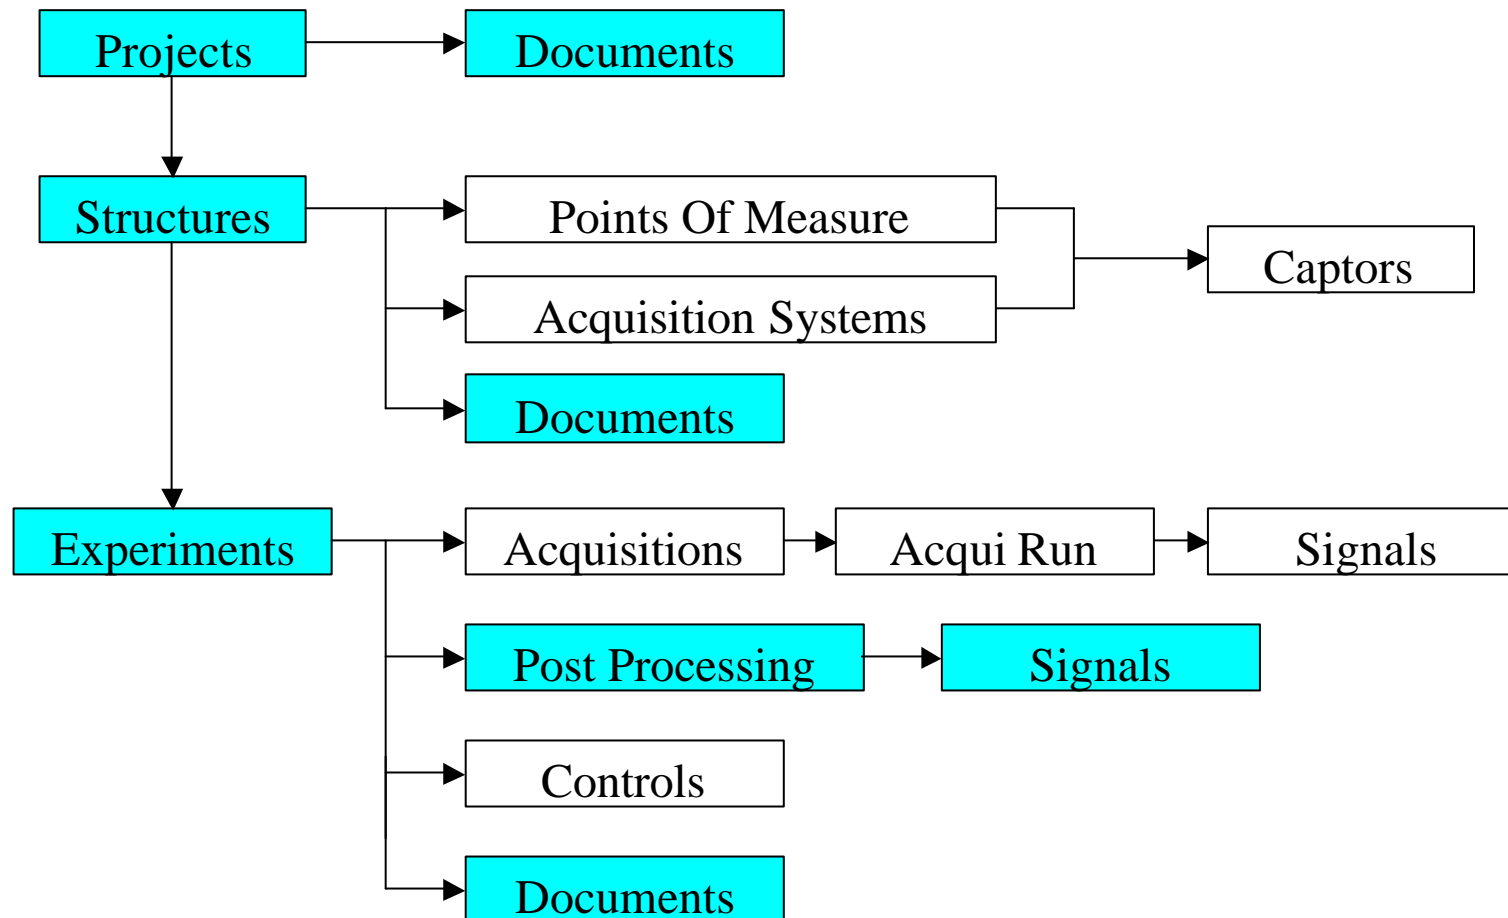 Projects
Documents
Structures
Points Of Measure
Captors
Acquisition Systems
Documents
Experiments
Acquisitions
Acqui Run
Signals
Post Processing
Signals
Controls
Documents